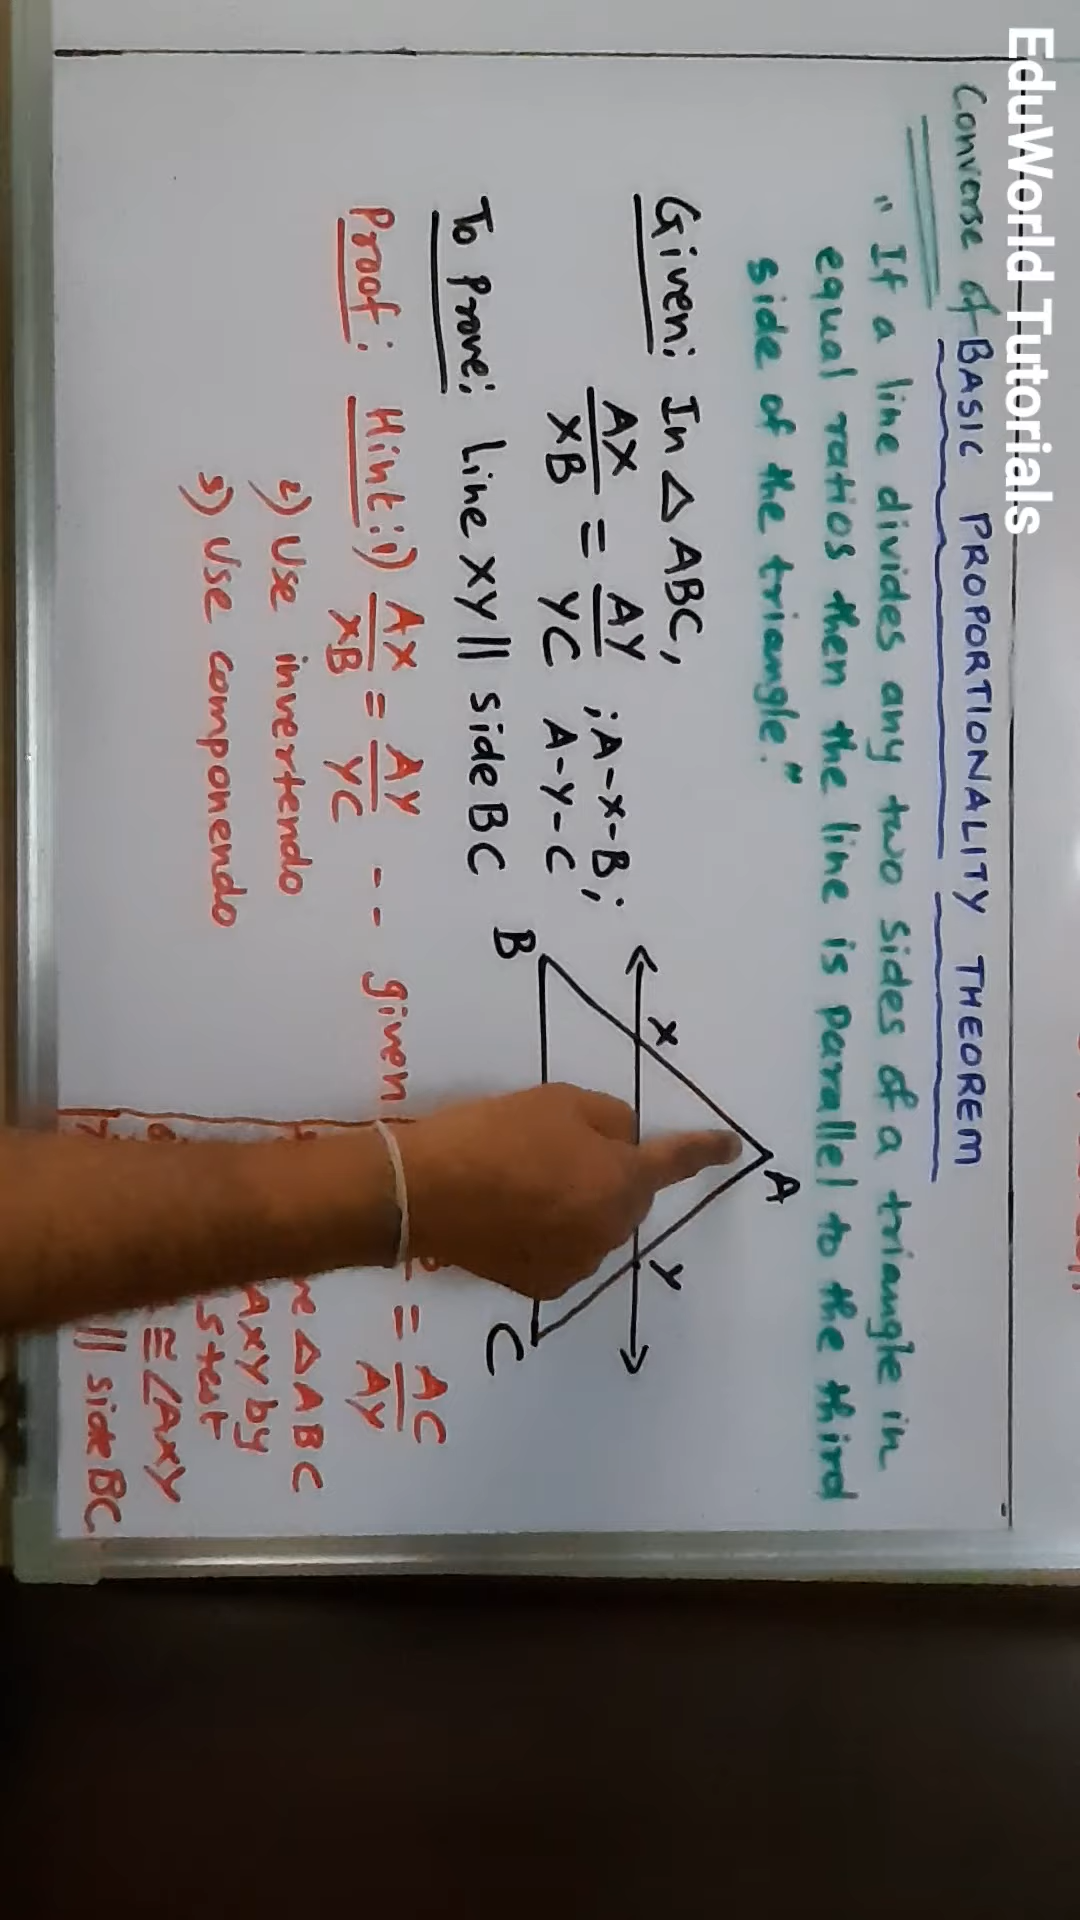 EduWorld Tutorials
Converse of BASIC PROPORTIONALITY THEOREM
"If a line divides any two sides of a triangle in
equal ratios then the line is parallel to the third
side of the triangle."
Given: In △ ABC,
AX/XB = AY/YC ; A-X-B; A-Y-C
To Prove: line XY || side BC
A
X
Y
B
C
Proof: Hint: 1) AX/XB = AY/YC -- given
2) Use invertendo
3) Use componendo
= AC/AY
△ ABC
AXY by
test
≅ ∠AXY
7 || side BC